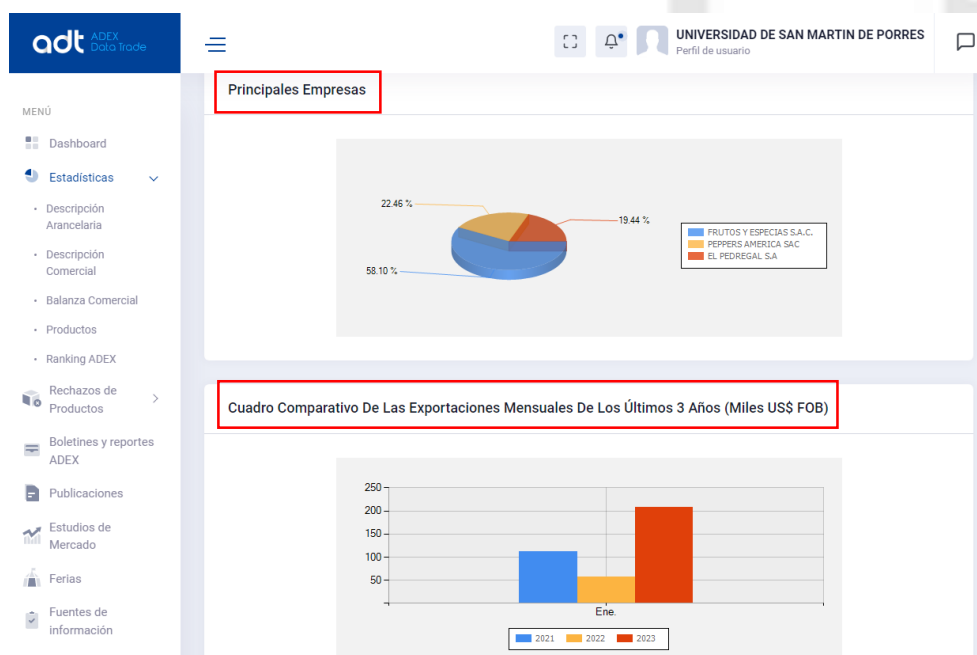 adt ADEX
Data Trade
UNIVERSIDAD DE SAN MARTIN DE PORRES
Perfil de usuario
MENÚ
Dashboard
Estadísticas
Descripción
Arancelaria
Descripción
Comercial
Balanza Comercial
Productos
Ranking ADEX
Rechazos de
Productos
Boletines y reportes
ADEX
Publicaciones
Estudios de
Mercado
Ferias
Fuentes de
información
Principales Empresas
22.46 %
19.44 %
58.10 %
FRUTOS Y ESPECIAS S.A.C.
PEPPERS AMERICA SAC
EL PEDREGAL S.A
Cuadro Comparativo De Las Exportaciones Mensuales De Los Últimos 3 Años (Miles US$ FOB)
250
200
150
100
50
Ene.
2021 2022 2023